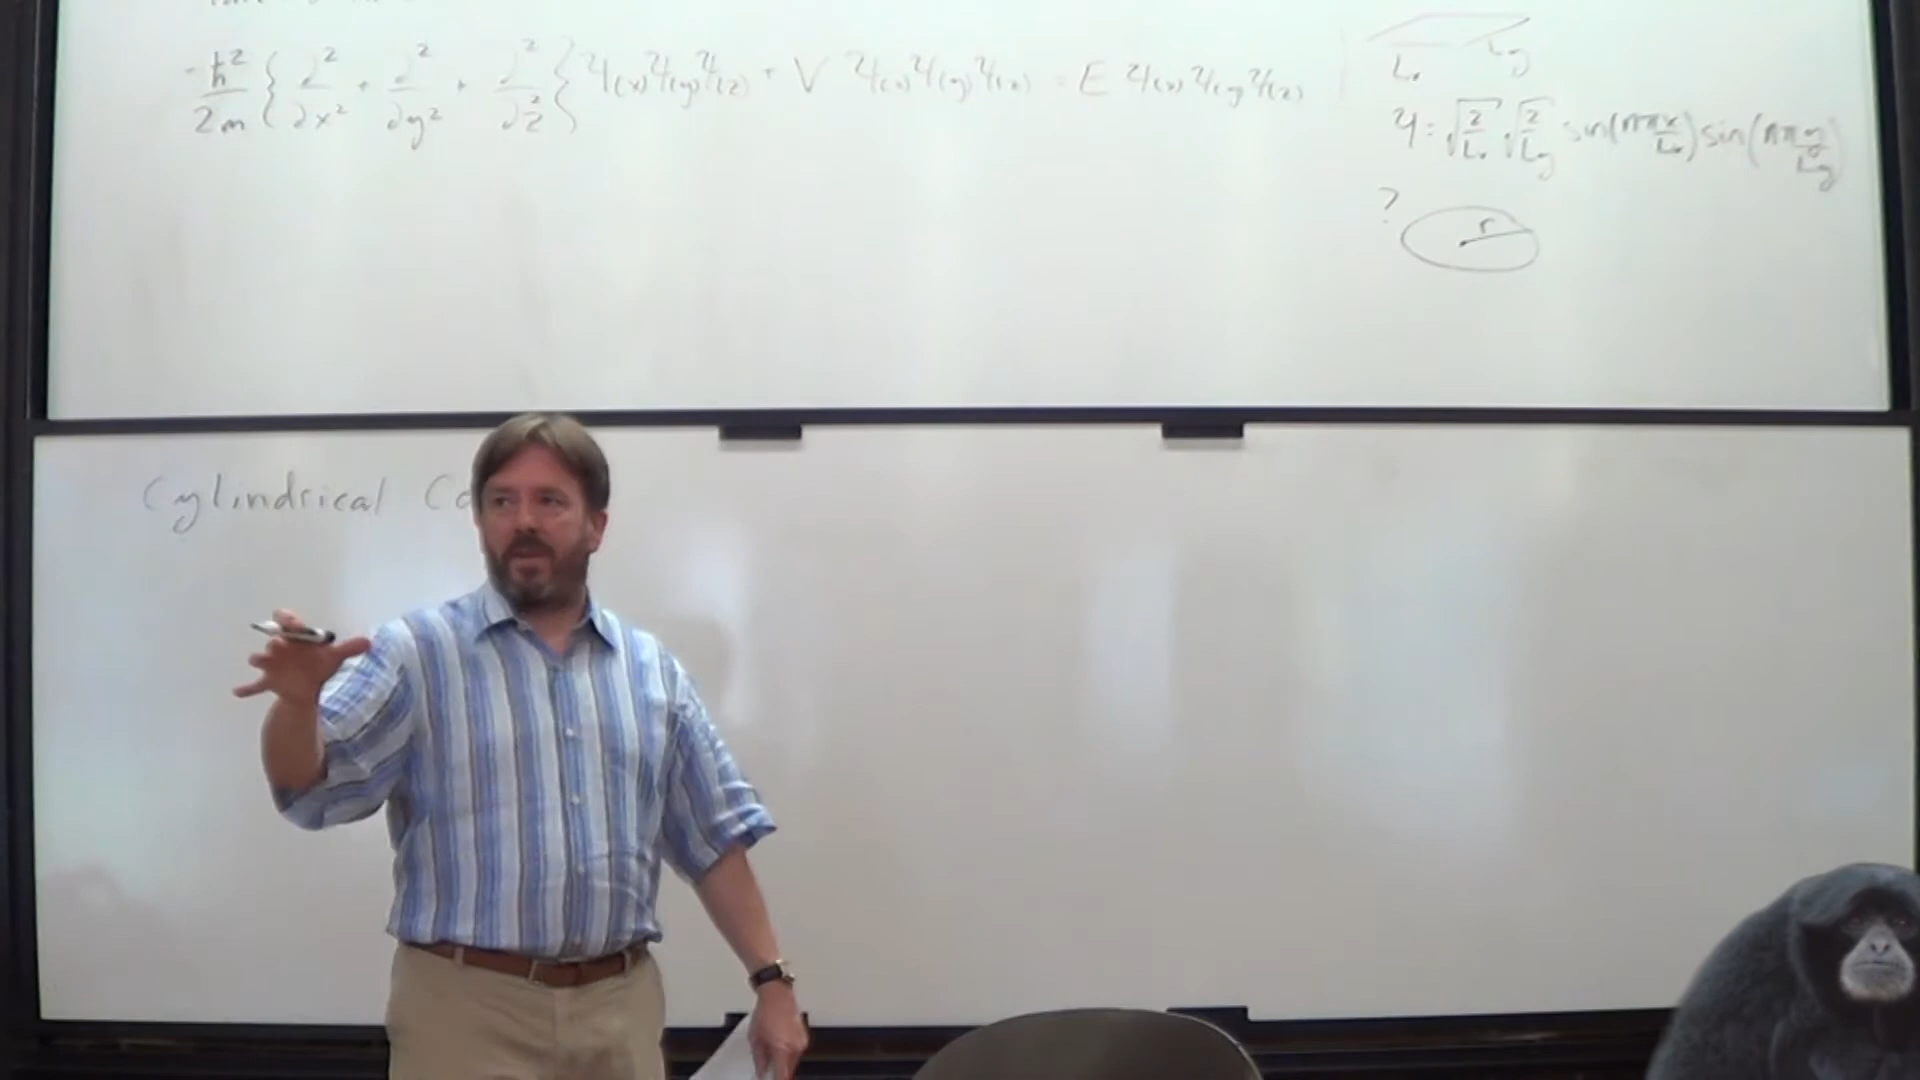 -ħ²/2m {∂²/∂x² + ∂²/∂y² + ∂²/∂z²} Ψ(x)Ψ(y)Ψ(z) + V Ψ(x)Ψ(y)Ψ(z) = E Ψ(x)Ψ(y)Ψ(z)
Lx Ly
Ψ = √(2/Lx) √(2/Ly) sin(nπx/Lx) sin(nπy/Ly)
?
r
Cylindrical